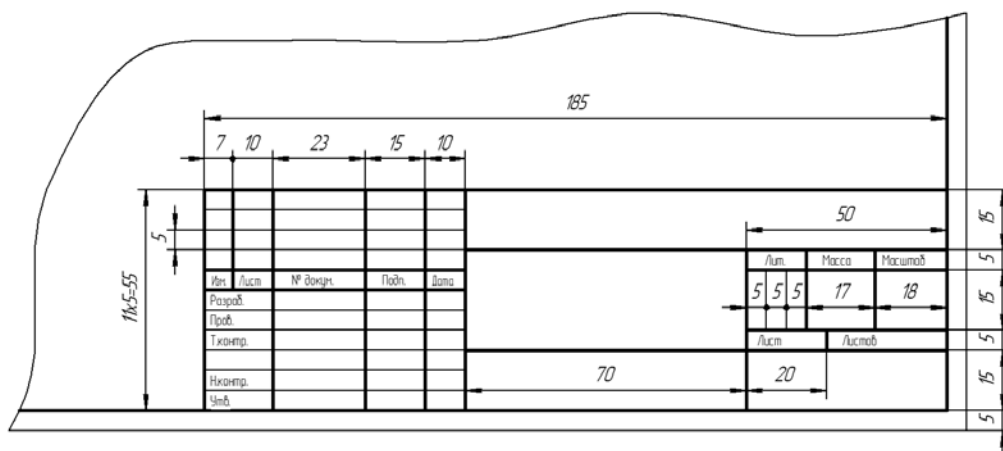 185
7 10 23 15 10
50
15
5
5
Изм. Лист № докум. Подп. Дата
Лит. Масса Масштаб
5 5 5 17 18
15
11x5=55
Разраб.
Пров.
Т.контр.
Лист Листов
5
70 20
15
Н.контр.
Утв.
5